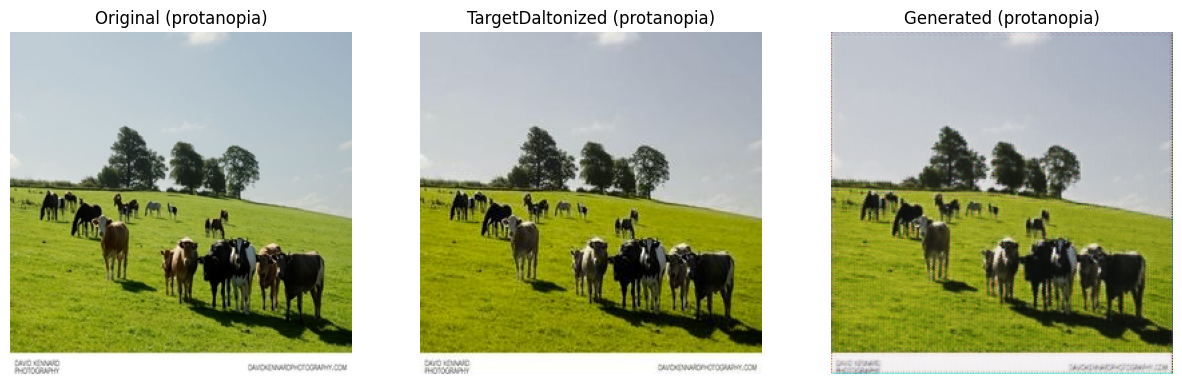 Original (protanopia)
TargetDaltonized (protanopia)
Generated (protanopia)
DAVID KENNARD
PHOTOGRAPHY
DAVIDKENNARDPHOTOGRAPHY.COM
DAVID KENNARD
PHOTOGRAPHY
DAVIDKENNARDPHOTOGRAPHY.COM
DAVID KENNARD
PHOTOGRAPHY
DAVIDKENNARDPHOTOGRAPHY.COM